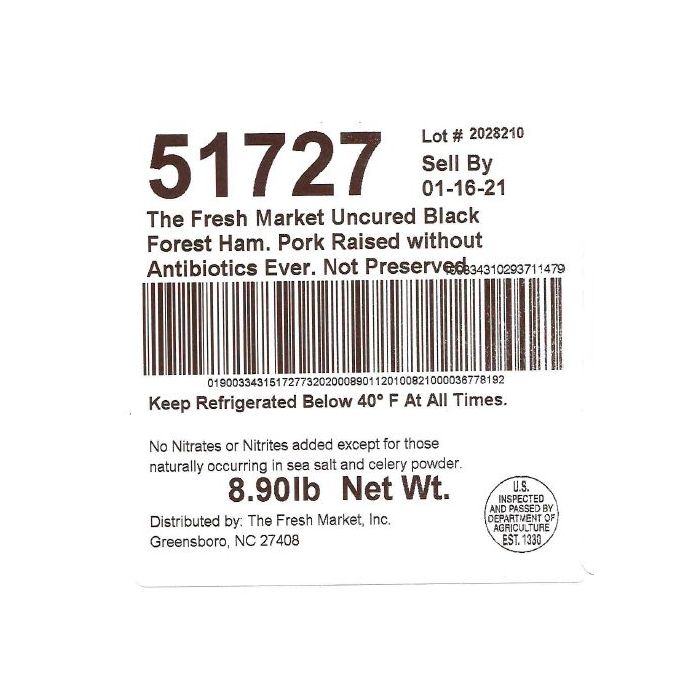 51727
Lot # 2028210
Sell By
01-16-21
The Fresh Market Uncured Black
Forest Ham. Pork Raised without
Antibiotics Ever. Not Preserved
90834310293711479
019003343151727732020008901120100821000036778192
Keep Refrigerated Below 40° F At All Times.
No Nitrates or Nitrites added except for those
naturally occurring in sea salt and celery powder.
8.90lb Net Wt.
Distributed by: The Fresh Market, Inc.
Greensboro, NC 27408
U.S.
INSPECTED
AND PASSED BY
DEPARTMENT OF
AGRICULTURE
EST. 1330